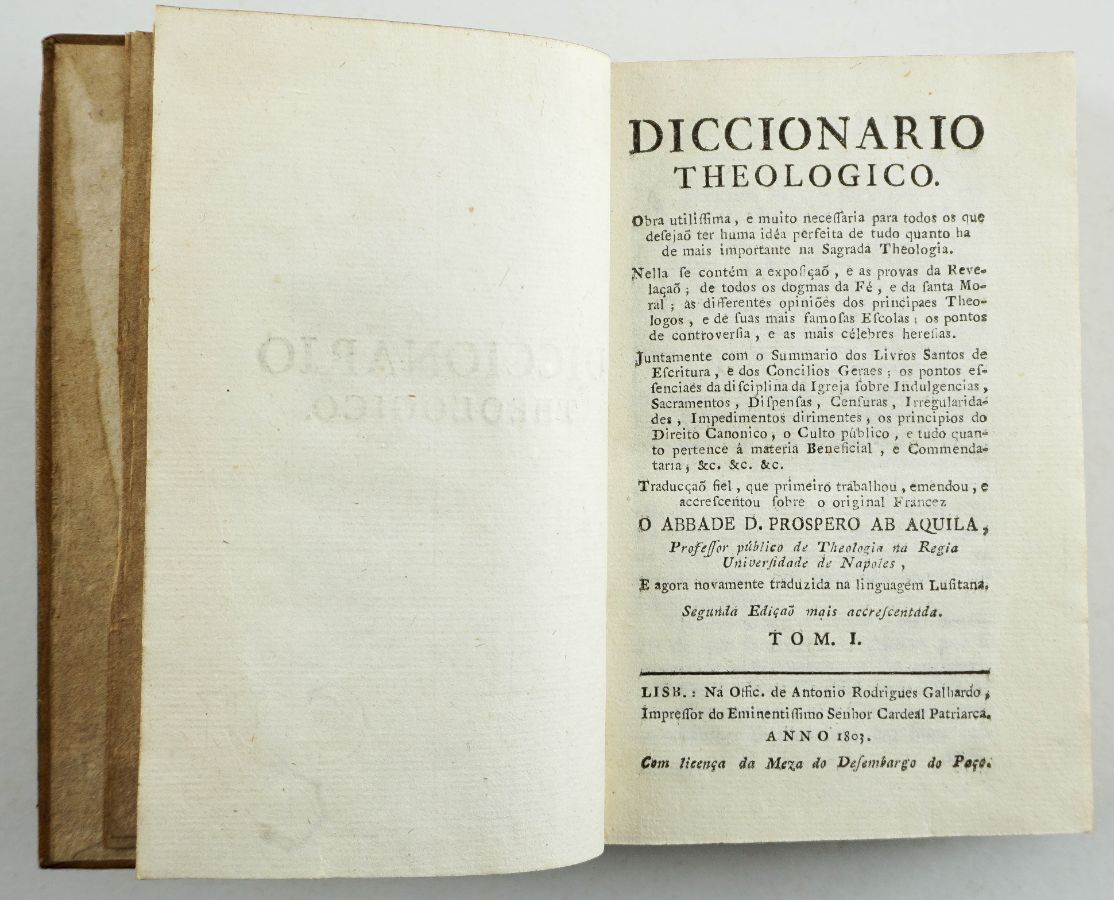 DICCIONARIO
THEOLOGICO.
Obra utiliſſima, e muito neceſſaria para todos os que
deſejaõ ter huma idéa perfeita de tudo quanto ha
de mais importante na Sagrada Theologia.
Nella ſe contém a expoſiçaõ, e as provas da Reve-
laçaõ; de todos os dogmas da Fé, e da ſanta Mo-
ral; as differentes opiniões dos principaes Theo-
logos, e de ſuas mais famoſas Eſcolas; os pontos
de controverſia, e as mais célebres hereſias.
Juntamente com o Summario dos Livros Santos de
Eſcritura, e dos Concilios Geraes; os pontos eſ-
ſenciaes da diſciplina da Igreja ſobre Indulgencias,
Sacramentos, Diſpenſas, Cenſuras, Irregularida-
des, Impedimentos dirimentes, os principios do
Direito Canonico, o Culto público, e tudo quan-
to pertence á materia Beneficial, e Commenda-
taria, &c. &c. &c.
Traducçaõ fiel, que primeiro trabalhou, emendou, e
accreſcentou ſobre o original Francez
O ABBADE D. PROSPERO AB AQUILA,
Profeſſor público de Theologia na Regia
Univerſidade de Napoles,
E agora novamente traduzida na linguagem Luſitana.
Segunda Ediçaõ mais accreſcentada.
TOM. I.
LISB.: Na Offic. de Antonio Rodrigues Galhardo,
Impreſſor do Eminentiſſimo Senhor Cardeal Patriarca.
ANNO 1803.
Com licença da Meza do Deſembargo do Paço.